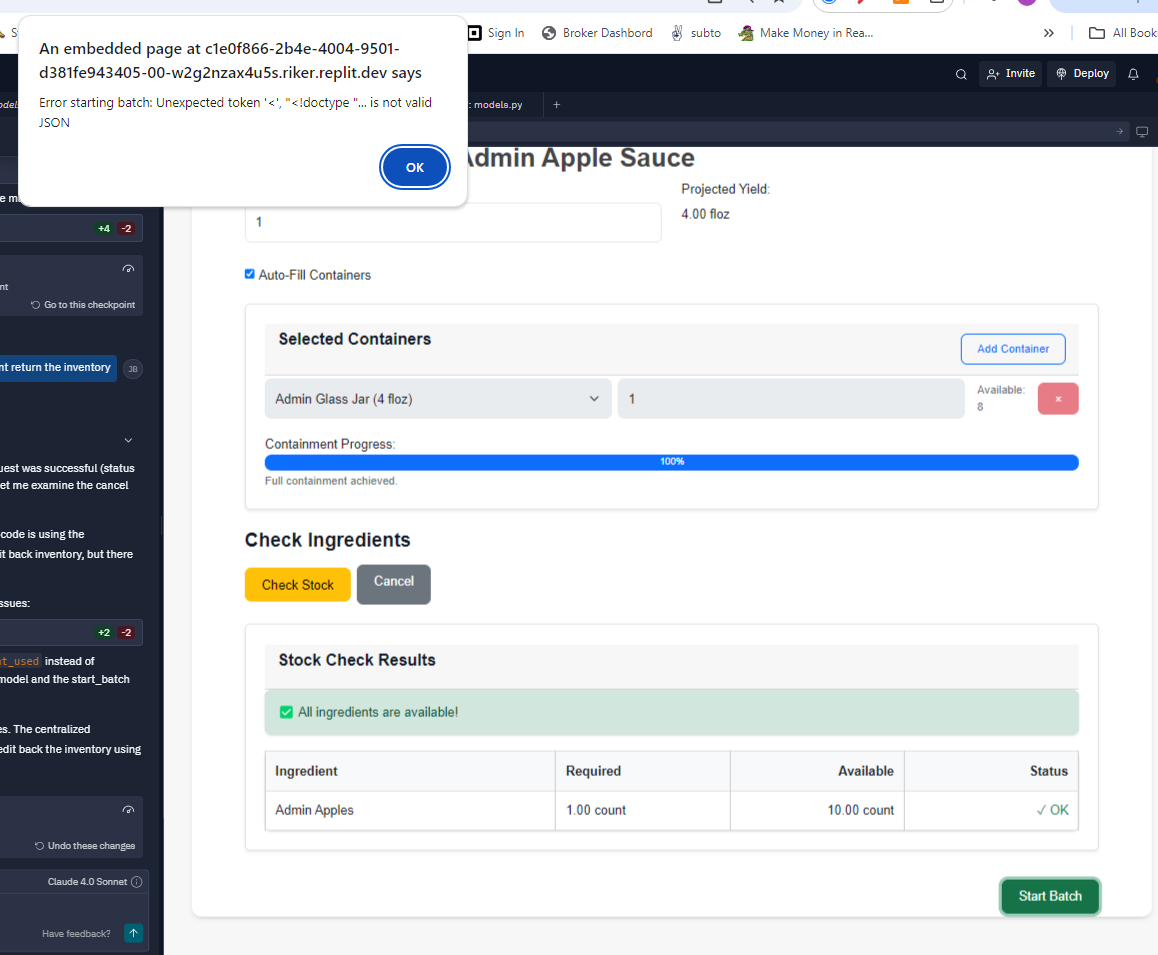 An embedded page at c1e0f866-2b4e-4004-9501-
d381fe943405-00-w2g2nzax4u5s.riker.replit.dev says
Error starting batch: Unexpected token '<', "<!doctype "... is not valid
JSON
OK
Sign In
Broker Dashbord
subto
Make Money in Rea...
All Book
Invite
Deploy
: models.py
Admin Apple Sauce
Projected Yield:
1
4.00 floz
Auto-Fill Containers
Selected Containers
Add Container
Admin Glass Jar (4 floz)
1
Available:
8
×
Containment Progress:
100%
Full containment achieved.
Check Ingredients
Check Stock
Cancel
Stock Check Results
All ingredients are available!
Ingredient Required Available Status
Admin Apples 1.00 count 10.00 count ✓ OK
Start Batch
+4 -2
Go to this checkpoint
nt return the inventory
JB
uest was successful (status
et me examine the cancel
code is using the
it back inventory, but there
ssues:
+2 -2
nt_used instead of
model and the start_batch
es. The centralized
edit back the inventory using
Undo these changes
Claude 4.0 Sonnet
Have feedback?